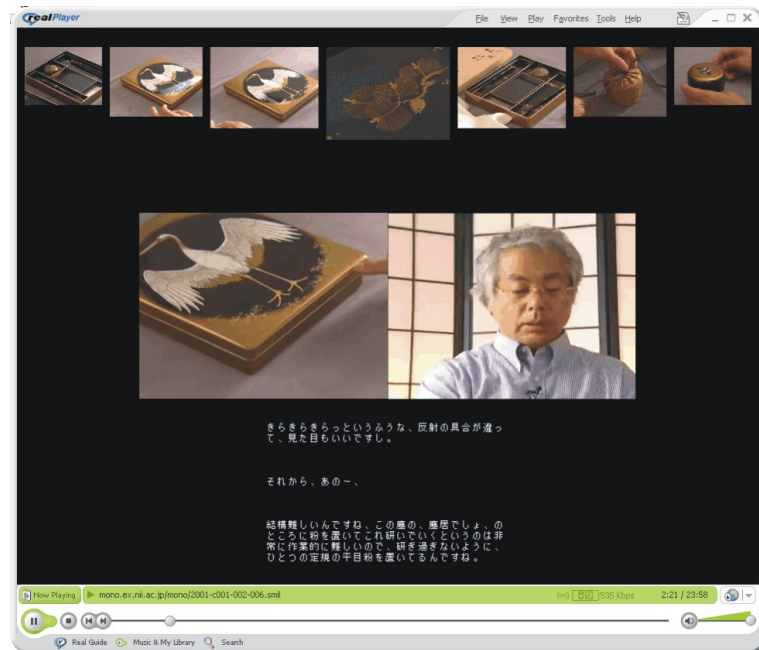 realPlayer
File View Play Favorites Tools Help
きらきらきらっというふうな、反射の具合が違っ
て、見た目もいいですし。
それから、あのー、
結構難しいんですね、この塵の、塵居でしょ、の
ところに粉を置いてこれ研いでいくというのは非
常に作業的に難しいので、研ぎ過ぎないように、
ひとつの定規の平目粉を置いてるんですね。
Now Playing mono.ex.nii.ac.jp/mono/2001-c001-002-006.smil 535 Kbps 2:21 / 23:58
Real Guide Music & My Library Search